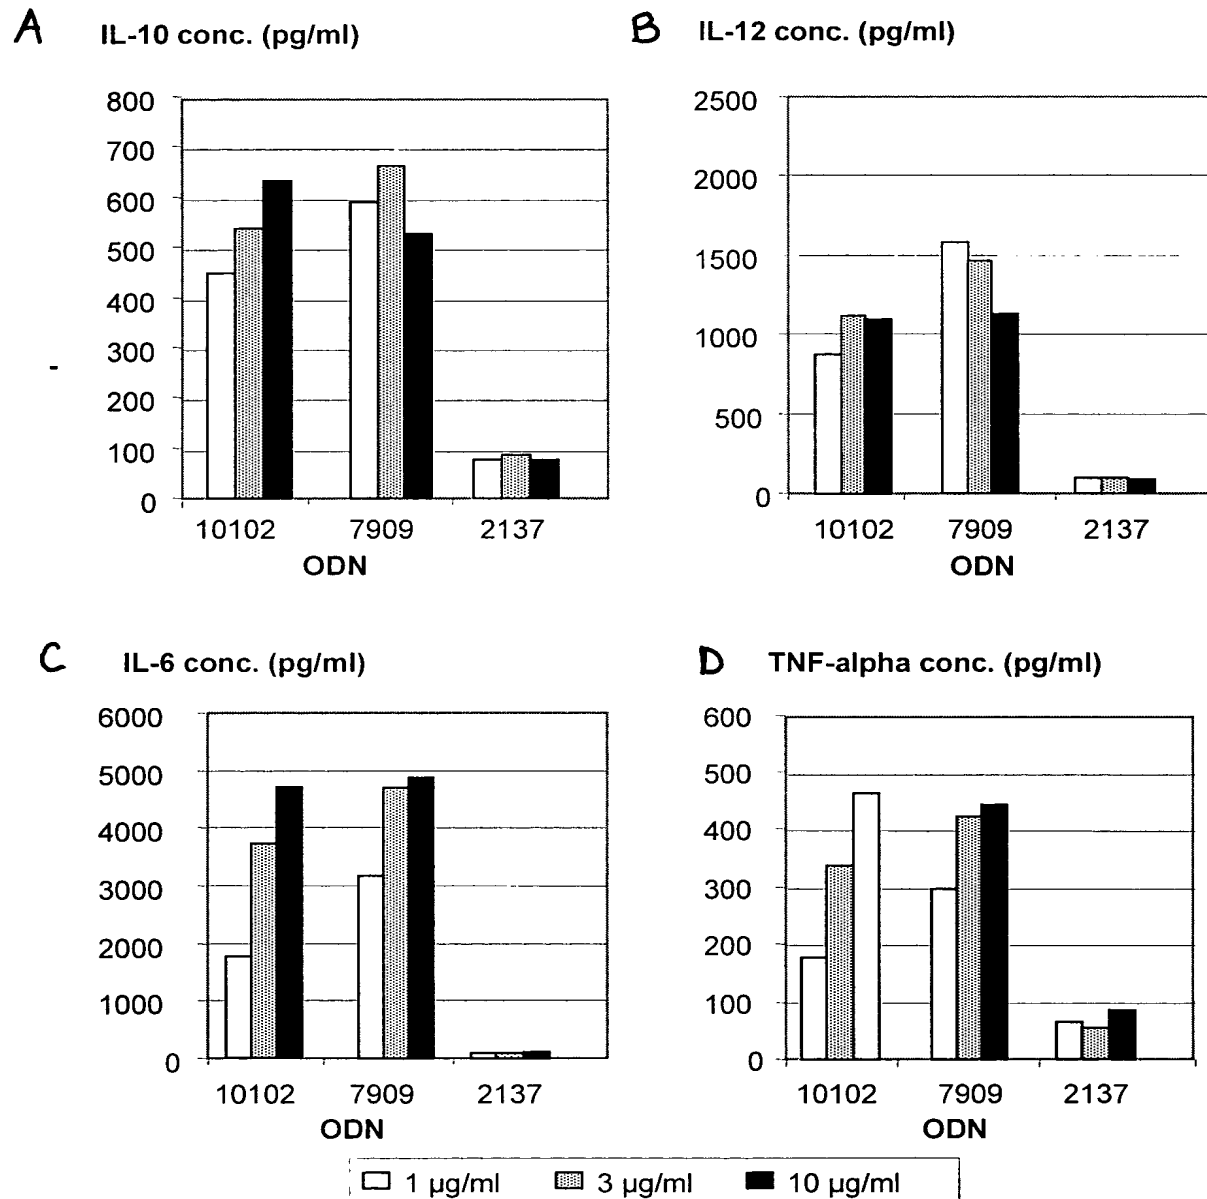 A IL-10 conc. (pg/ml)
800
700
600
500
400
300
200
100
0
10102 7909 2137
ODN
B IL-12 conc. (pg/ml)
2500
2000
1500
1000
500
0
10102 7909 2137
ODN
C IL-6 conc. (pg/ml)
6000
5000
4000
3000
2000
1000
0
10102 7909 2137
ODN
D TNF-alpha conc. (pg/ml)
600
500
400
300
200
100
0
10102 7909 2137
ODN
1 µg/ml 3 µg/ml 10 µg/ml